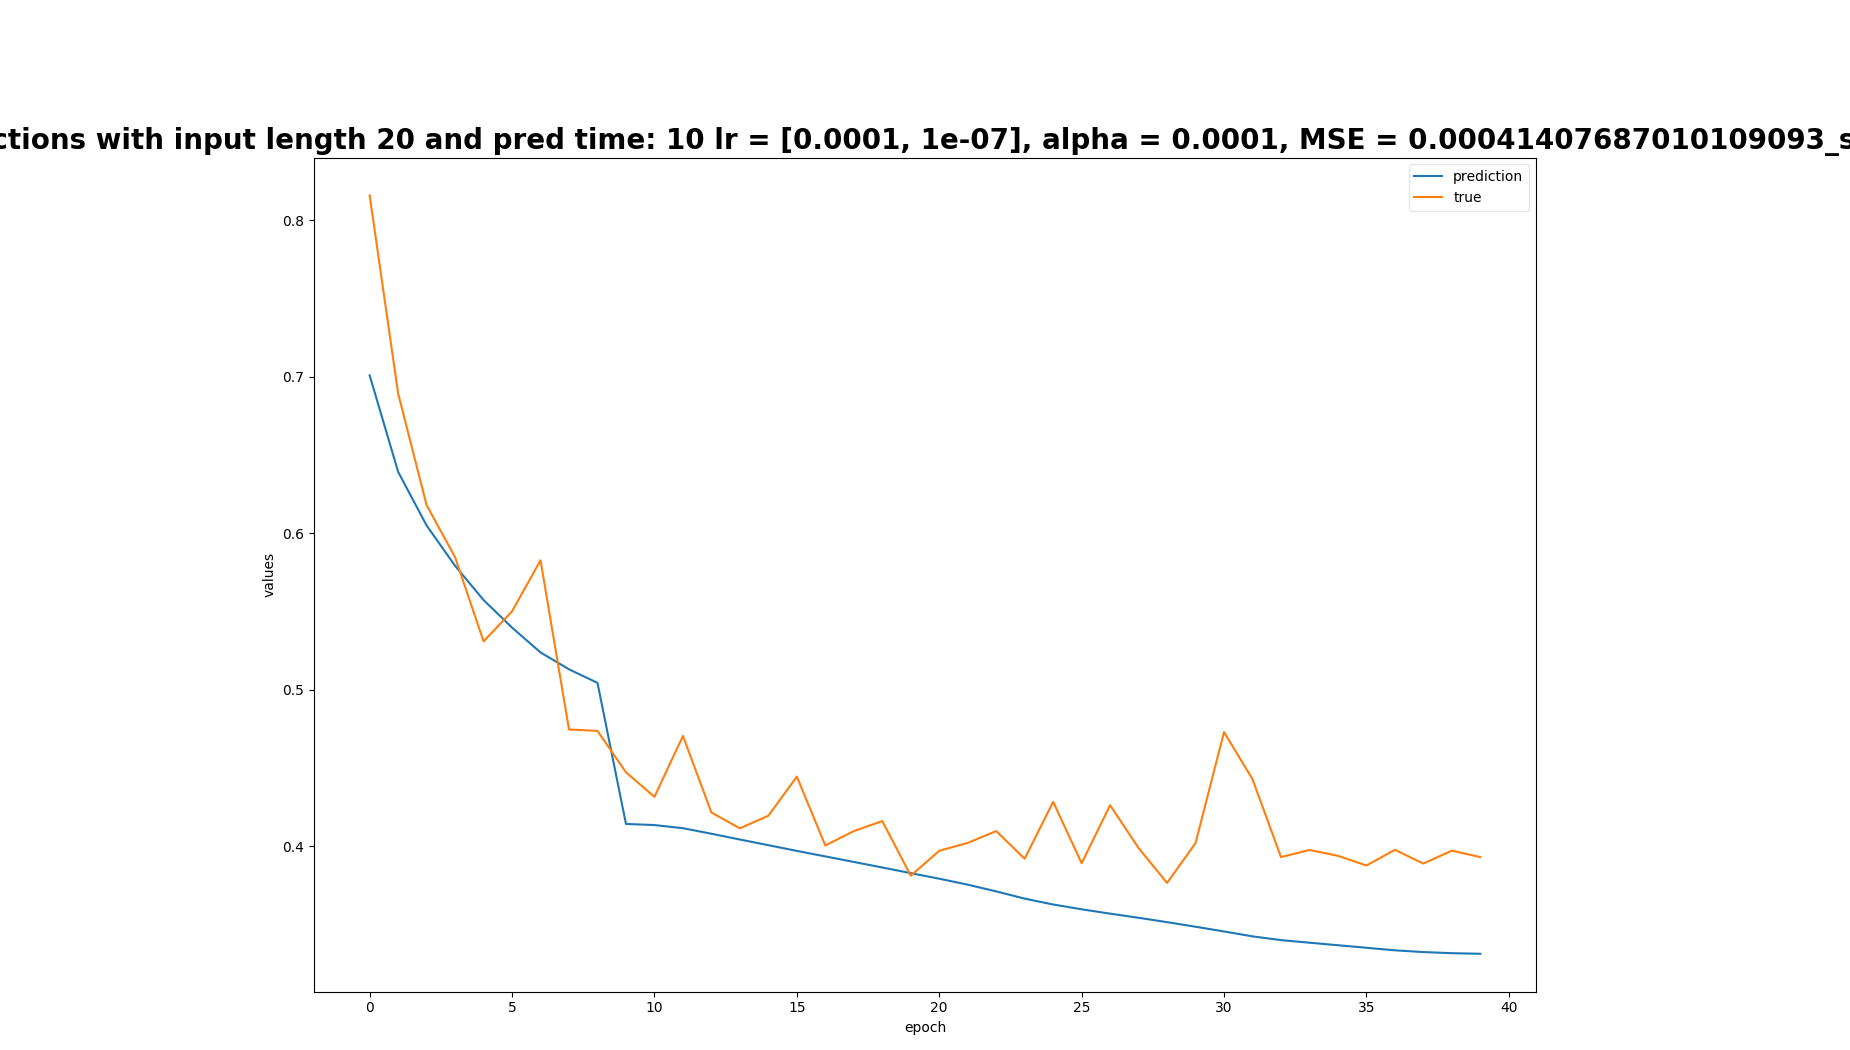 ctions with input length 20 and pred time: 10 lr = [0.0001, 1e-07], alpha = 0.0001, MSE = 0.00041407687010109093_s
prediction
true
0.8
0.7
0.6
0.5
0.4
values
0 5 10 15 20 25 30 35 40
epoch